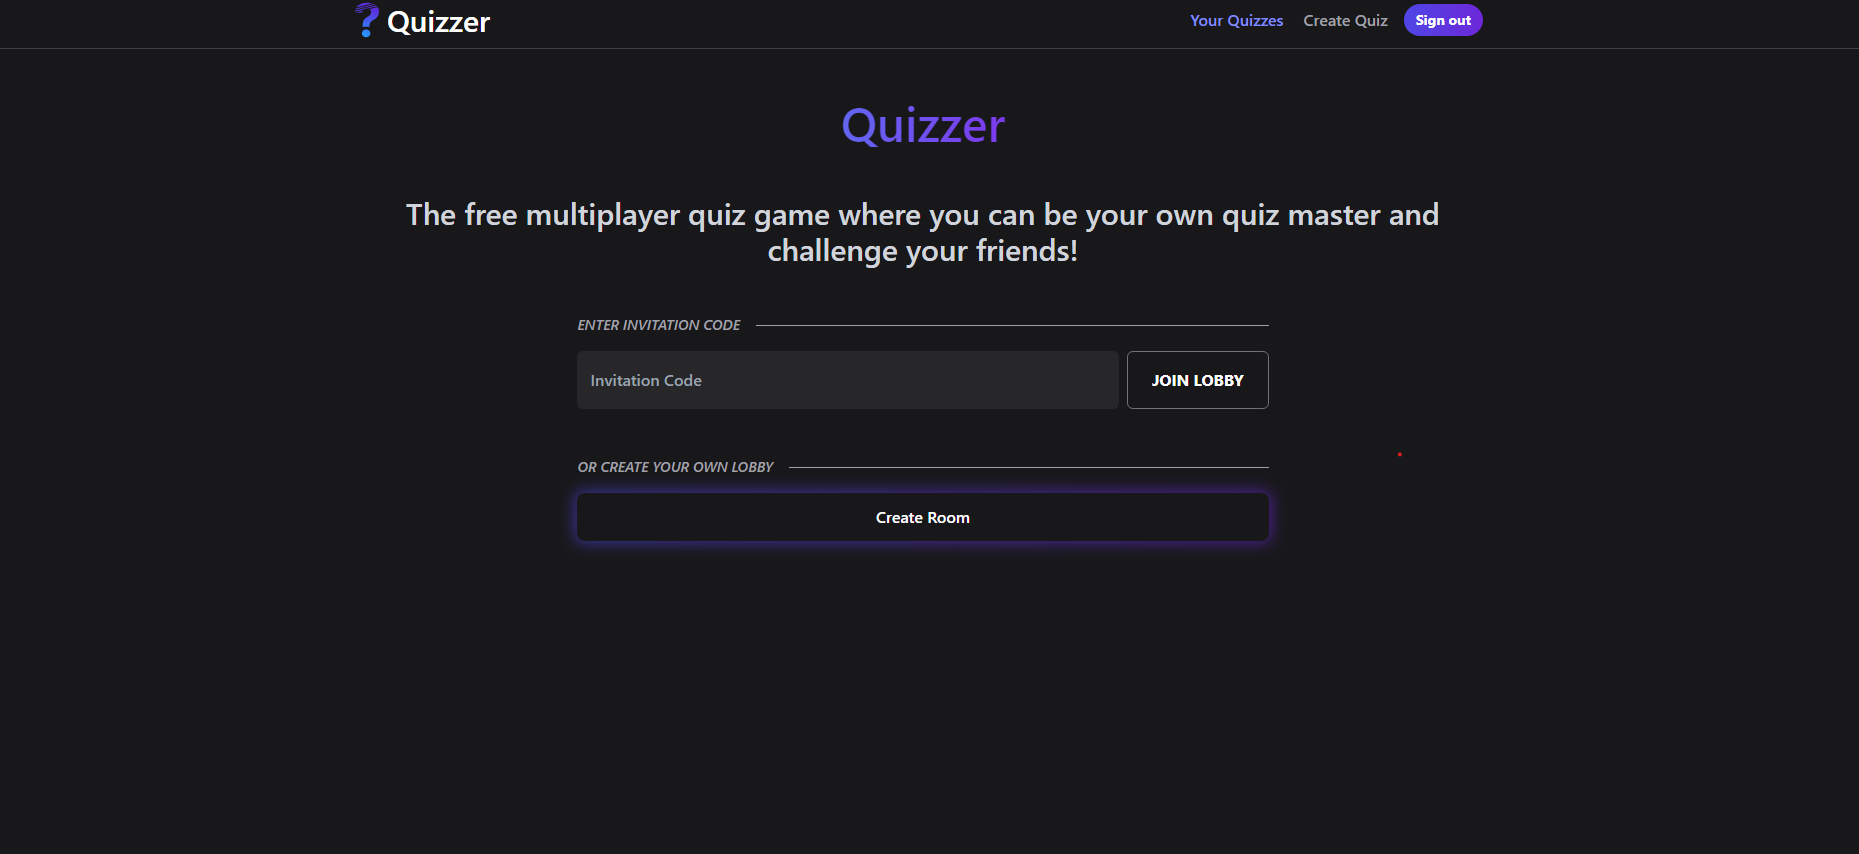 Quizzer
Your Quizzes
Create Quiz
Sign out
Quizzer
The free multiplayer quiz game where you can be your own quiz master and
challenge your friends!
ENTER INVITATION CODE
Invitation Code
JOIN LOBBY
OR CREATE YOUR OWN LOBBY
Create Room